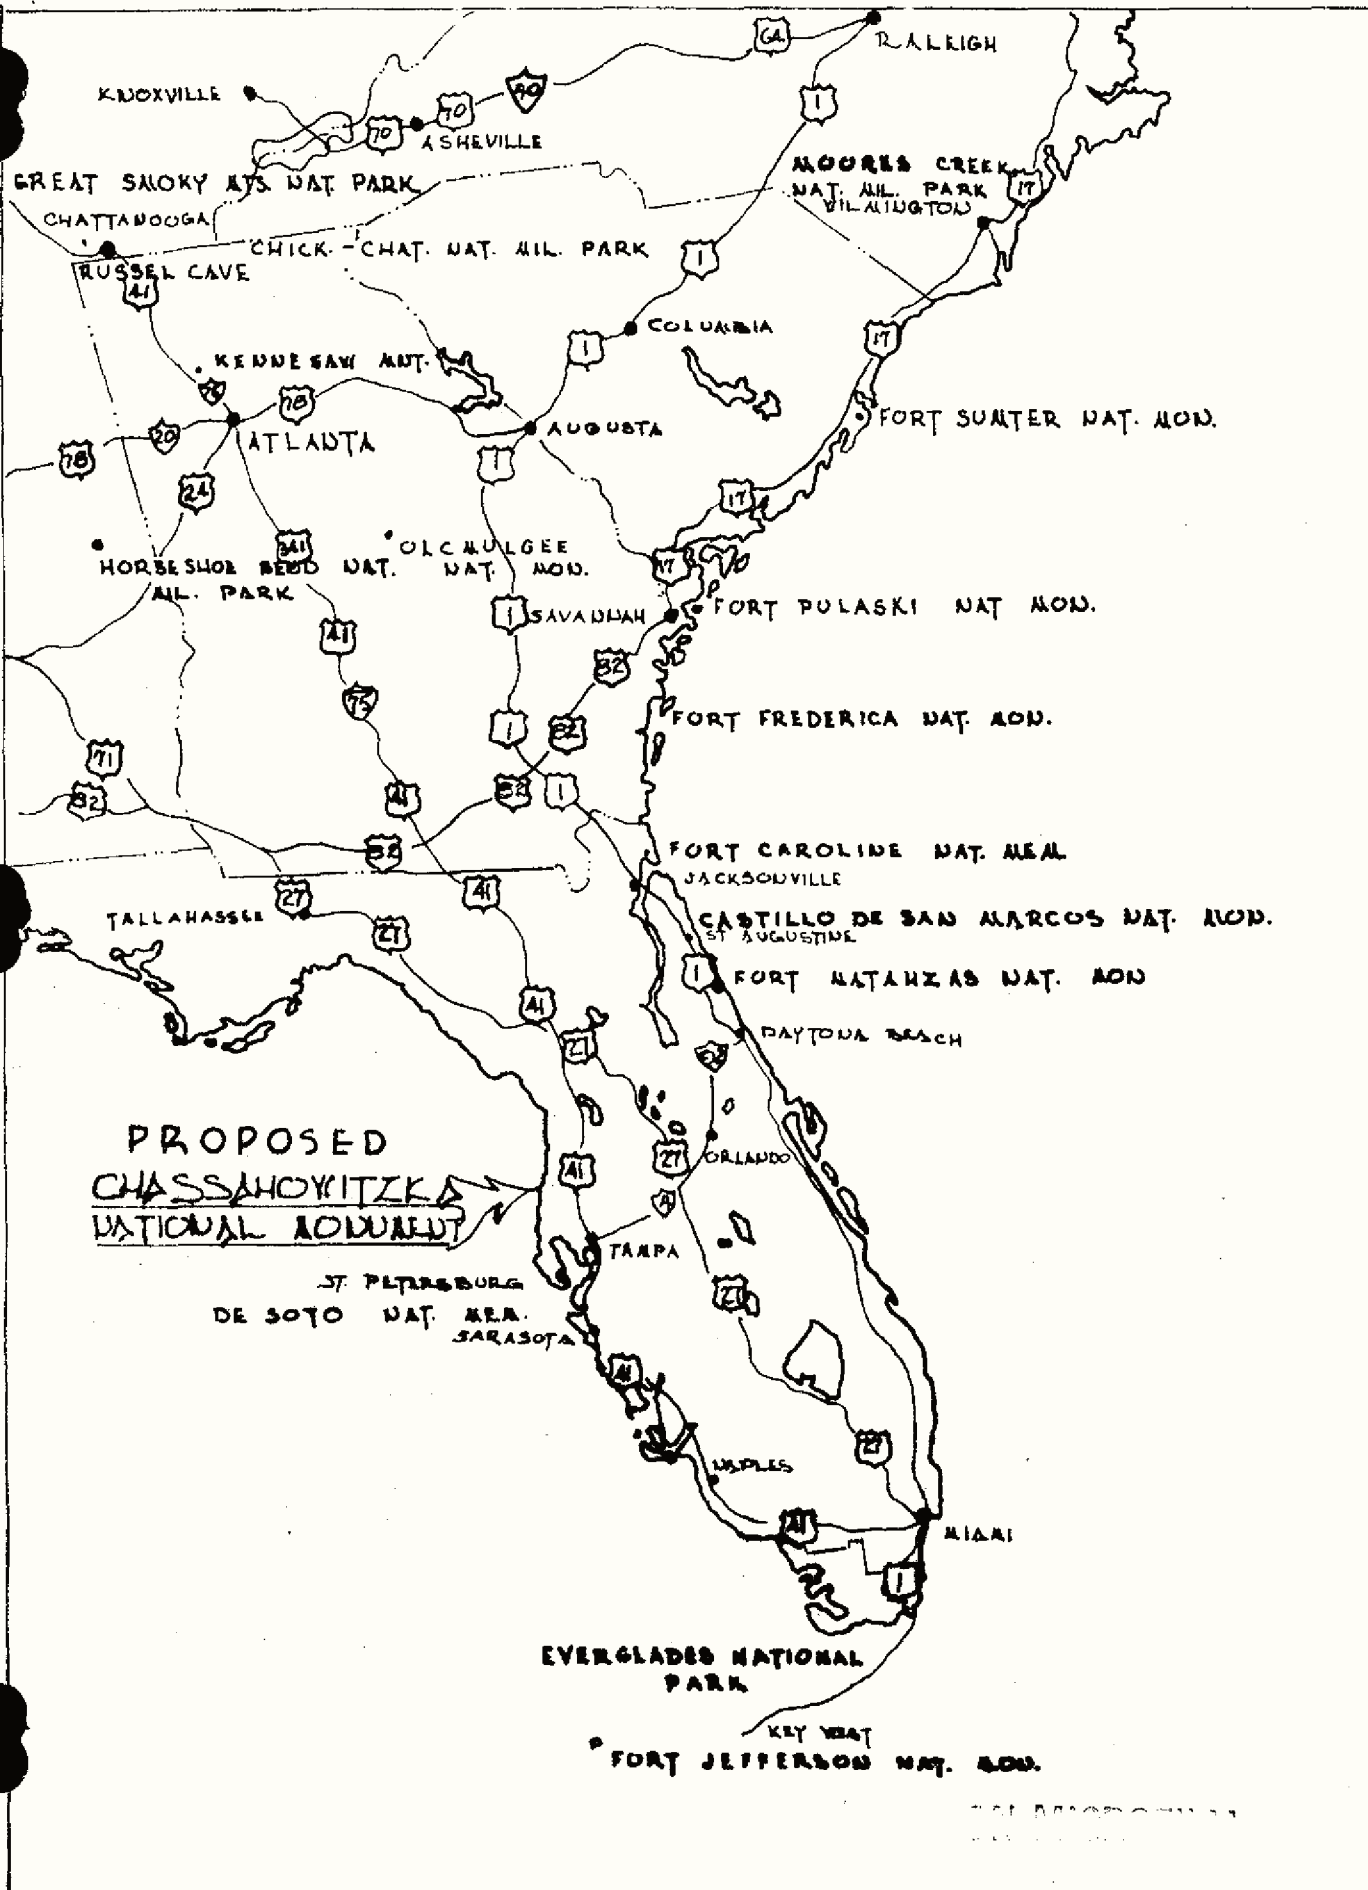 64
RALEIGH
KNOXVILLE
40
70
1
70
ASHEVILLE
MOORES CREEK
NAT. MIL. PARK
17
GREAT SMOKY MTS NAT PARK
WILMINGTON
CHATTANOOGA
CHICK.-CHAT. NAT. MIL. PARK
1
RUSSEL CAVE
41
COLUMBIA
17
1
KENNESAW MNT.
75
78
FORT SUMTER NAT. MON.
20
ATLANTA
AUGUSTA
78
1
24
17
341
OLCMULGEE
NAT. MON.
HORSESHOE BEND NAT.
MIL. PARK
17
1
SAVANNAH
FORT PULASKI NAT MON.
41
82
75
FORT FREDERICA NAT. MON.
1
82
71
82
41
82
1
82
FORT CAROLINE NAT. MEM.
JACKSONVILLE
27
41
TALLAHASSEE
27
CASTILLO DE SAN MARCOS NAT. MON.
ST AUGUSTINE
1
FORT MATANZAS NAT. MON
41
27
DAYTONA BEACH
PROPOSED
CHASSAHOWITZKA
NATIONAL MONUMENT
41
27
ORLANDO
4
TAMPA
ST. PETERSBURG
27
DE SOTO NAT. MEM.
SARASOTA
41
27
NAPLES
41
MIAMI
1
EVERGLADES NATIONAL
PARK
KEY WEST
FORT JEFFERSON NAT. MON.